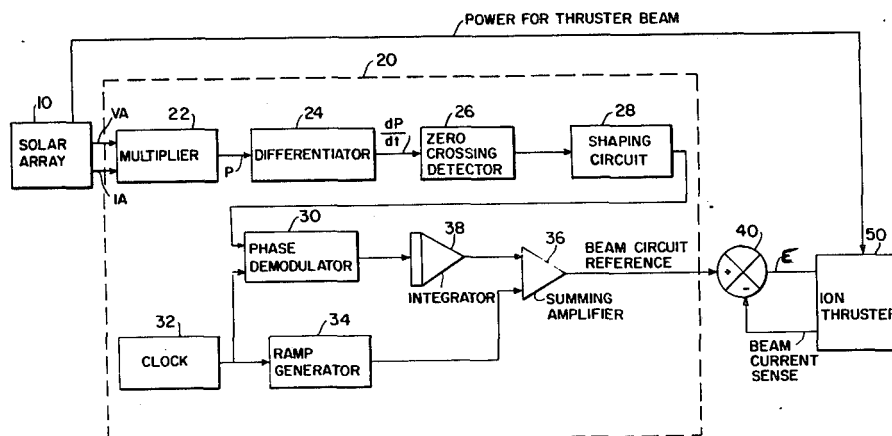 POWER FOR THRUSTER BEAM
20
10
SOLAR
ARRAY
VA
IA
22
MULTIPLIER
P
24
DIFFERENTIATOR
dP
dt
26
ZERO
CROSSING
DETECTOR
28
SHAPING
CIRCUIT
30
PHASE
DEMODULATOR
38
INTEGRATOR
36
SUMMING
AMPLIFIER
BEAM CIRCUIT
REFERENCE
40
+
-
E
50
ION
THRUSTER
BEAM
CURRENT
SENSE
32
CLOCK
34
RAMP
GENERATOR